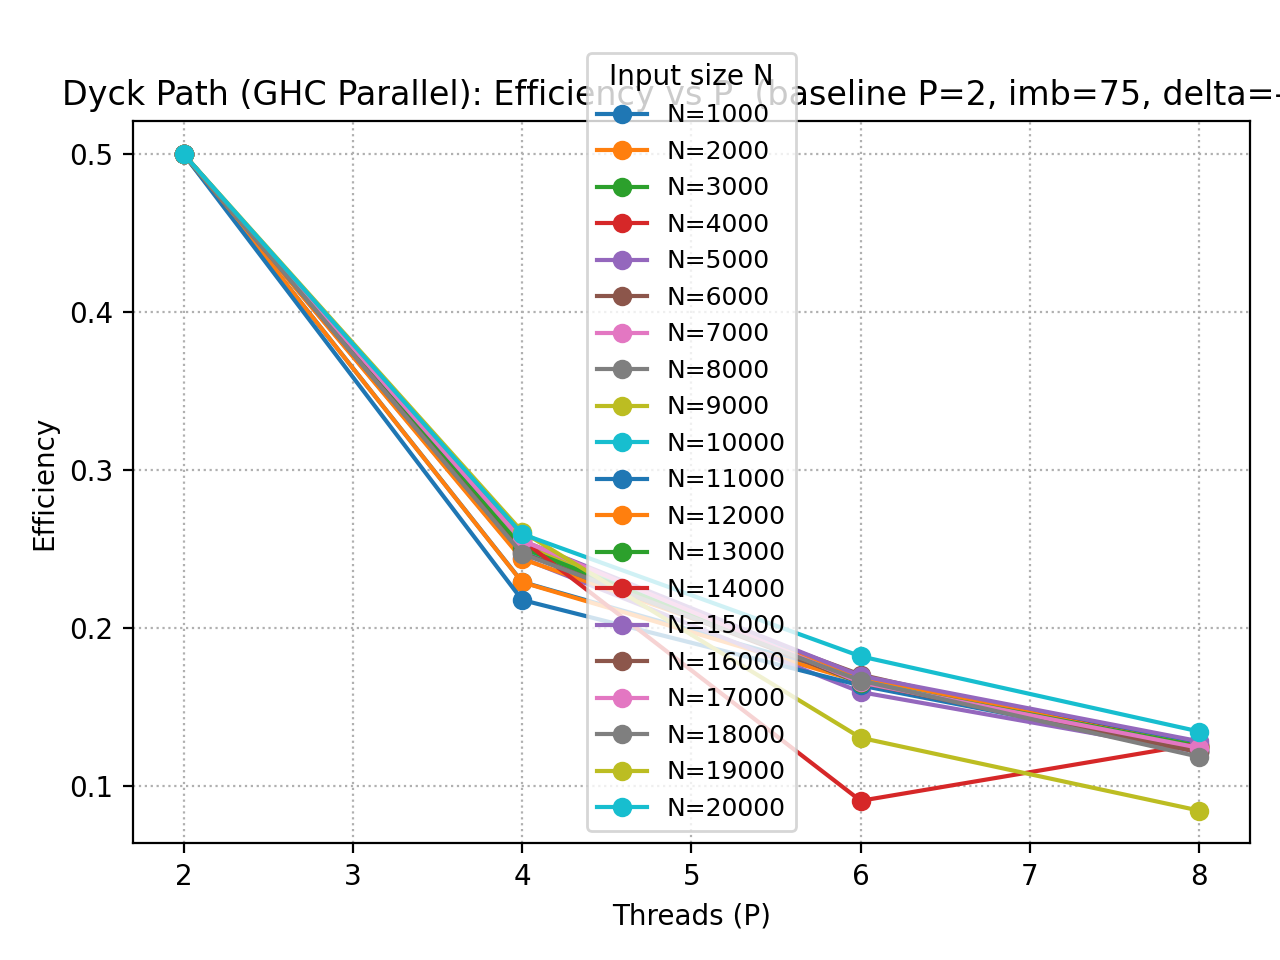 Dyck Path (GHC Parallel): Efficiency vs P (baseline P=2, imb=75, delta=-
Input size N
N=1000
N=2000
N=3000
N=4000
N=5000
N=6000
N=7000
N=8000
N=9000
N=10000
N=11000
N=12000
N=13000
N=14000
N=15000
N=16000
N=17000
N=18000
N=19000
N=20000
Efficiency
0.5
0.4
0.3
0.2
0.1
2 3 4 5 6 7 8
Threads (P)